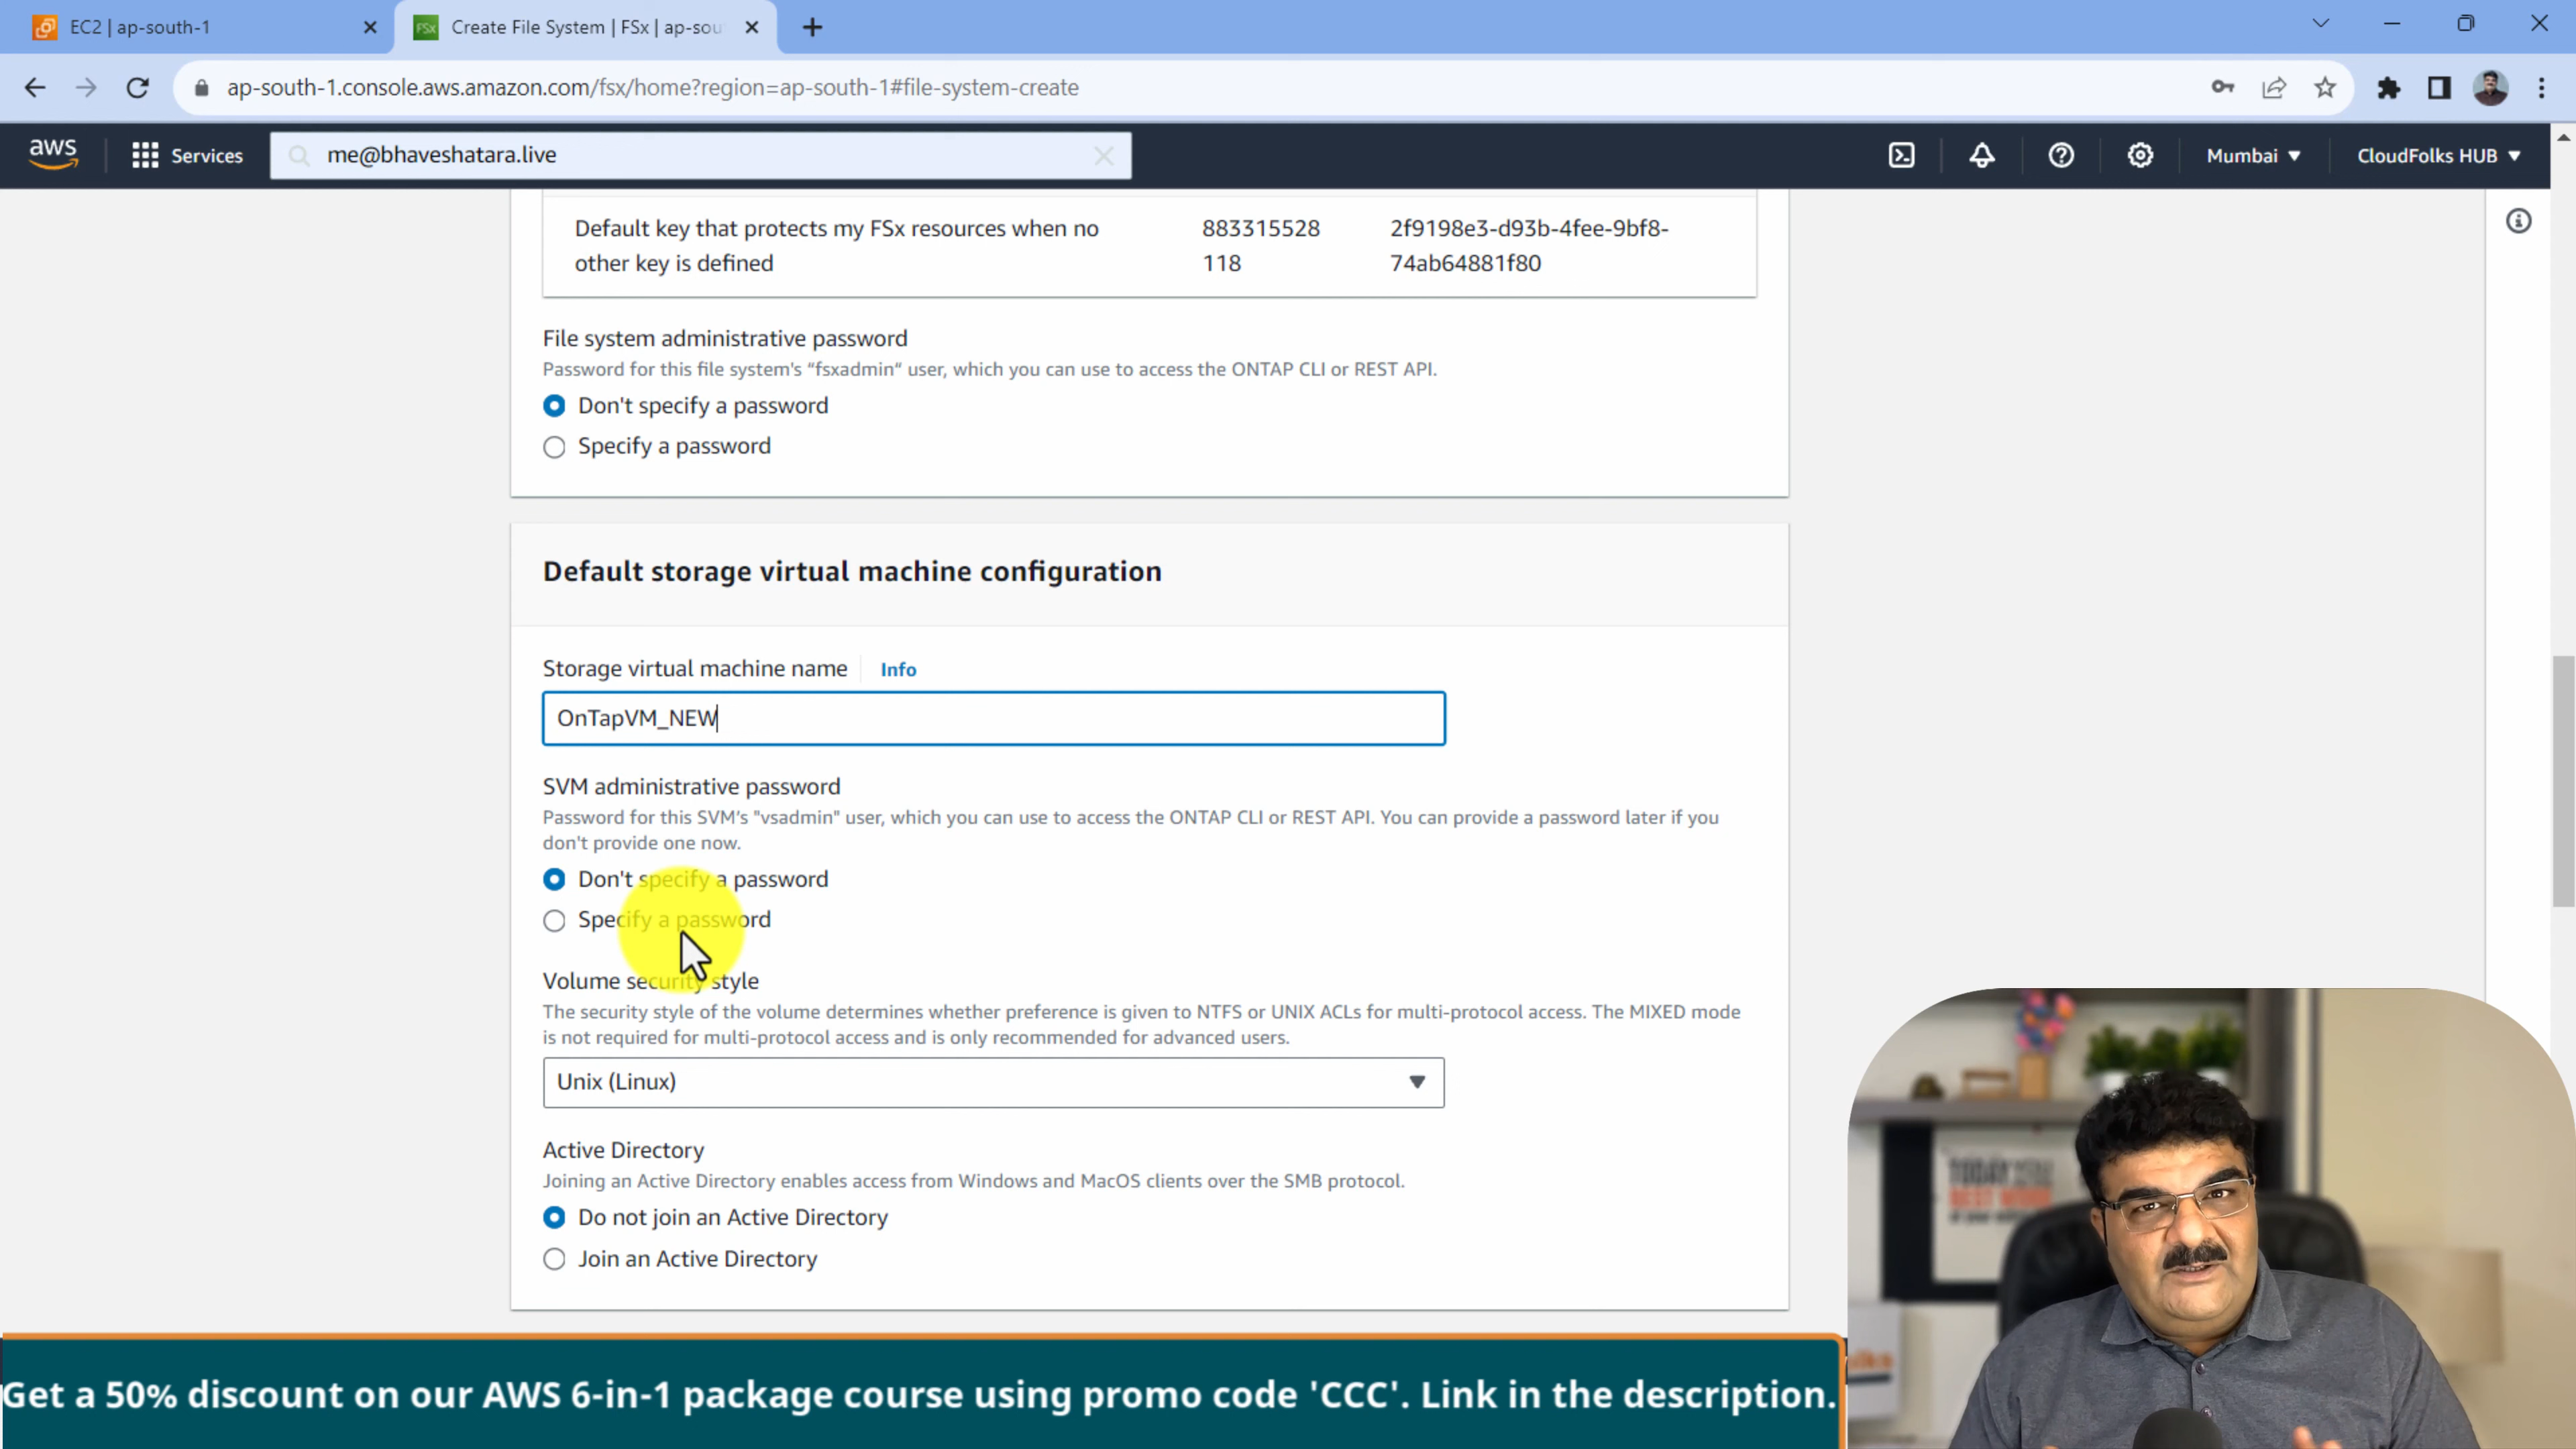 EC2 | ap-south-1
Create File System | FSx | ap-sou
ap-south-1.console.aws.amazon.com/fsx/home?region=ap-south-1#file-system-create
aws
Services
me@bhaveshatara.live
Mumbai
CloudFolks HUB
Default key that protects my FSx resources when no
other key is defined
883315528
118
2f9198e3-d93b-4fee-9bf8-
74ab64881f80
File system administrative password
Password for this file system's "fsxadmin" user, which you can use to access the ONTAP CLI or REST API.
Don't specify a password
Specify a password
Default storage virtual machine configuration
Storage virtual machine name
Info
OnTapVM_NEW
SVM administrative password
Password for this SVM's "vsadmin" user, which you can use to access the ONTAP CLI or REST API. You can provide a password later if you
don't provide one now.
Don't specify a password
Specify a password
Volume security style
The security style of the volume determines whether preference is given to NTFS or UNIX ACLs for multi-protocol access. The MIXED mode
is not required for multi-protocol access and is only recommended for advanced users.
Unix (Linux)
Active Directory
Joining an Active Directory enables access from Windows and MacOS clients over the SMB protocol.
Do not join an Active Directory
Join an Active Directory
Get a 50% discount on our AWS 6-in-1 package course using promo code 'CCC'. Link in the description.